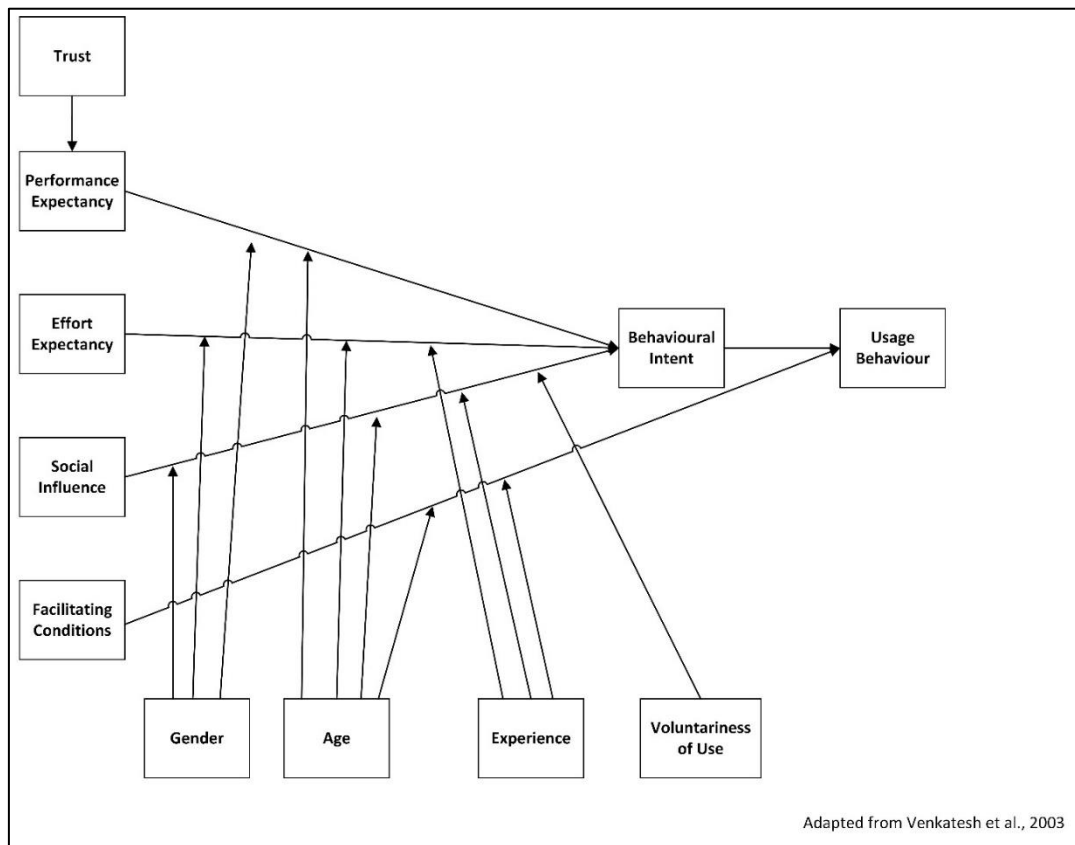 Trust
Performance
Expectancy
Effort
Expectancy
Behavioural
Intent
Usage
Behaviour
Social
Influence
Facilitating
Conditions
Gender
Age
Experience
Voluntariness
of Use
Adapted from Venkatesh et al., 2003